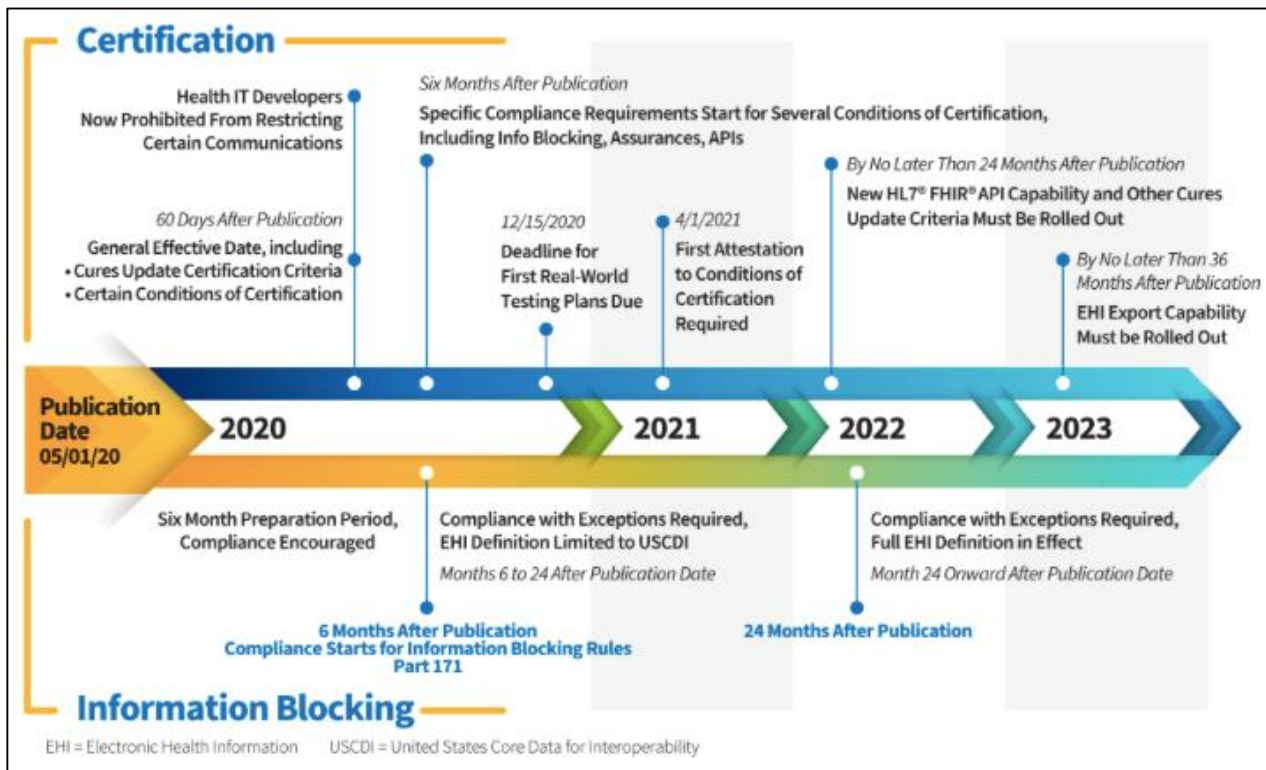 Certification
Health IT Developers
Now Prohibited From Restricting
Certain Communications
60 Days After Publication
General Effective Date, including
• Cures Update Certification Criteria
• Certain Conditions of Certification
Six Months After Publication
Specific Compliance Requirements Start for Several Conditions of Certification,
Including Info Blocking, Assurances, APIs
12/15/2020
Deadline for
First Real-World
Testing Plans Due
4/1/2021
First Attestation
to Conditions of
Certification
Required
By No Later Than 24 Months After Publication
New HL7® FHIR® API Capability and Other Cures
Update Criteria Must Be Rolled Out
By No Later Than 36
Months After Publication
EHI Export Capability
Must be Rolled Out
Publication
Date
05/01/20
2020
2021
2022
2023
Six Month Preparation Period,
Compliance Encouraged
Compliance with Exceptions Required,
EHI Definition Limited to USCDI
Months 6 to 24 After Publication Date
Compliance with Exceptions Required,
Full EHI Definition in Effect
Month 24 Onward After Publication Date
6 Months After Publication
Compliance Starts for Information Blocking Rules
Part 171
24 Months After Publication
Information Blocking
EHI = Electronic Health Information USCDI = United States Core Data for Interoperability